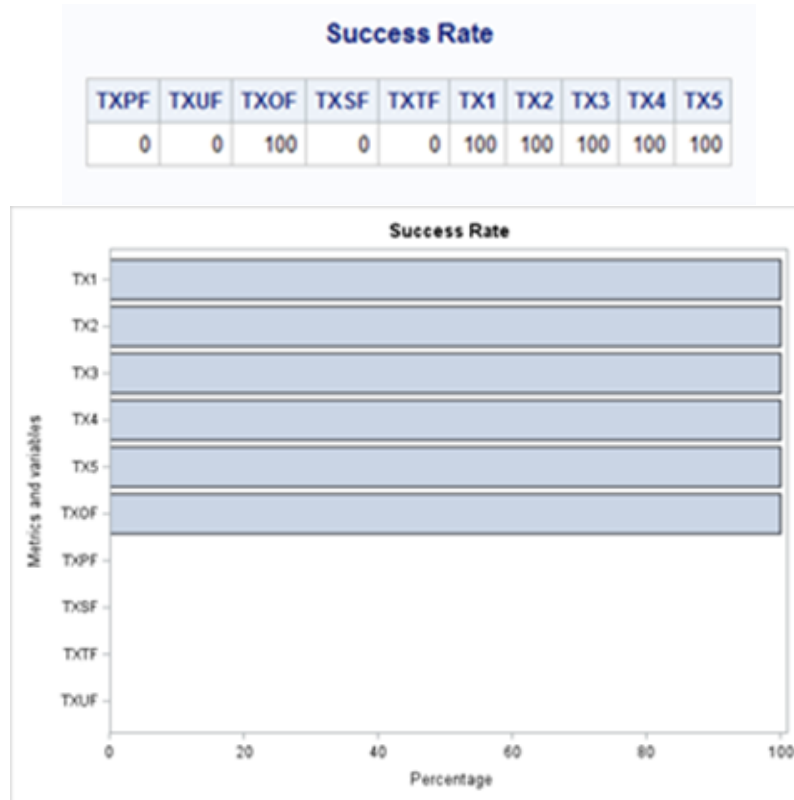 Success Rate
TXPF TXUF TXOF TXSF TXTF TX1 TX2 TX3 TX4 TX5
0 0 100 0 0 100 100 100 100 100
Success Rate
TX1
TX2
TX3
TX4
TX5
TXOF
TXPF
TXSF
TXTF
TXUF
Metrics and variables
0 20 40 60 80 100
Percentage